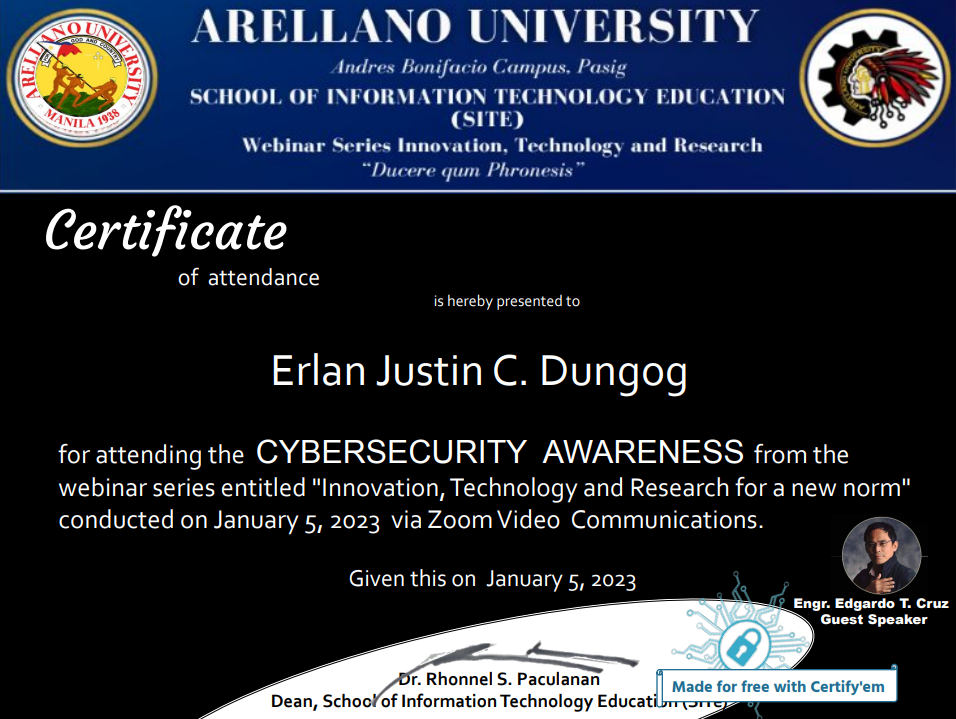 ARELLANO UNIVERSITY
Andres Bonifacio Campus, Pasig
SCHOOL OF INFORMATION TECHNOLOGY EDUCATION
(SITE)
Webinar Series Innovation, Technology and Research
“Ducere qum Phronesis”
ARELLANO UNIVERSITY
GOD AND COUNTRY
MANILA 1938
Certificate
of attendance
is hereby presented to
Erlan Justin C. Dungog
for attending the CYBERSECURITY AWARENESS from the
webinar series entitled "Innovation, Technology and Research for a new norm"
conducted on January 5, 2023 via Zoom Video Communications.
Given this on January 5, 2023
Engr. Edgardo T. Cruz
Guest Speaker
Dr. Rhonnel S. Paculanan
Dean, School of Information Technology Education (SITE)
Made for free with Certify'em